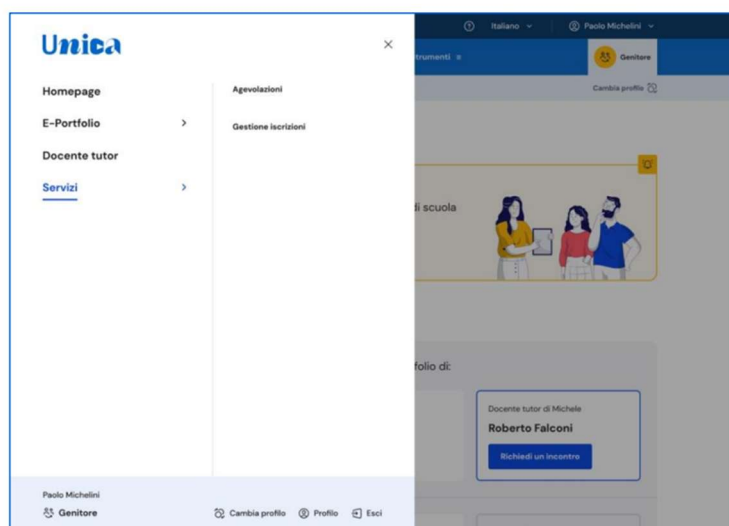 Unica
Italiano
Paolo Michelini
Genitore
Cambia profilo
Homepage
Agevolazioni
E-Portfolio
Gestione iscrizioni
Docente tutor
Servizi
trumenti
di scuola
folio di:
Docente tutor di Michele
Roberto Falconi
Richiedi un incontro
Paolo Michelini
Genitore
Cambia profilo
Profilo
Esci